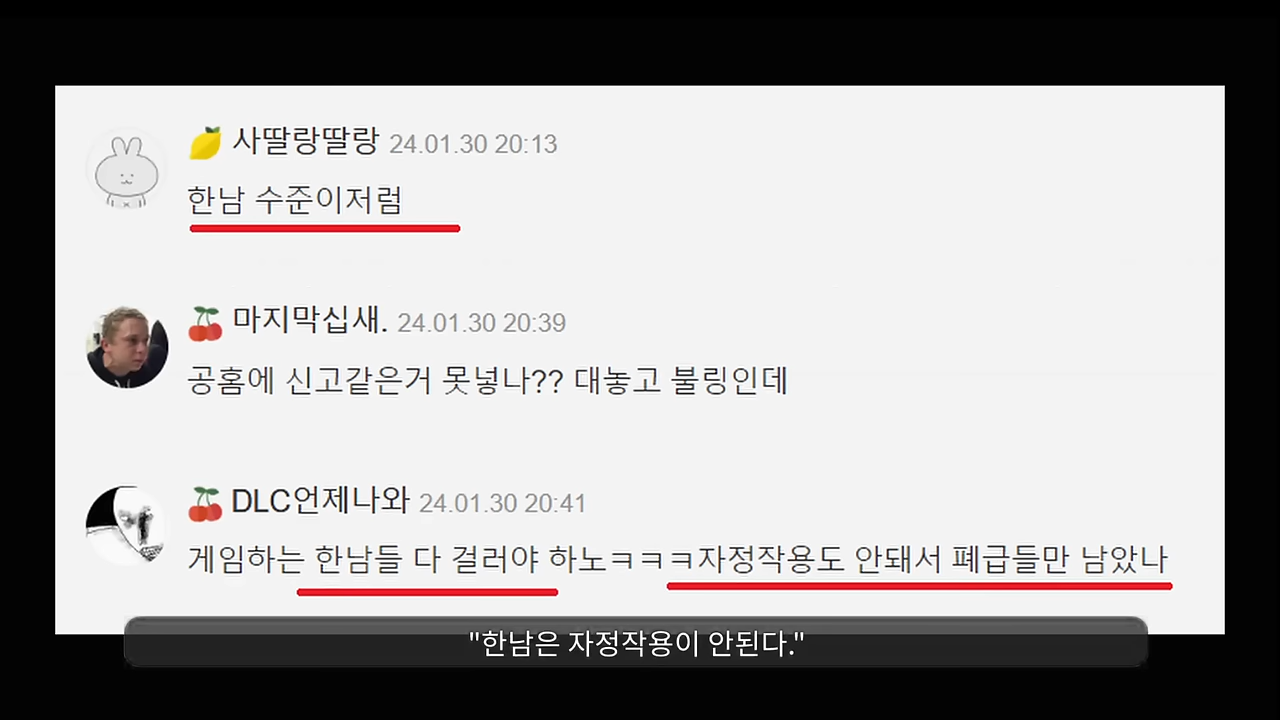 사딸랑딸랑 24.01.30 20:13
한남 수준이저럼
마지막십새. 24.01.30 20:39
공홈에 신고같은거 못넣나?? 대놓고 불링인데
DLC언제나와 24.01.30 20:41
게임하는 한남들 다 걸러야 하노ㅋㅋㅋ자정작용도 안돼서 폐급들만 남았나
"한남은 자정작용이 안된다."